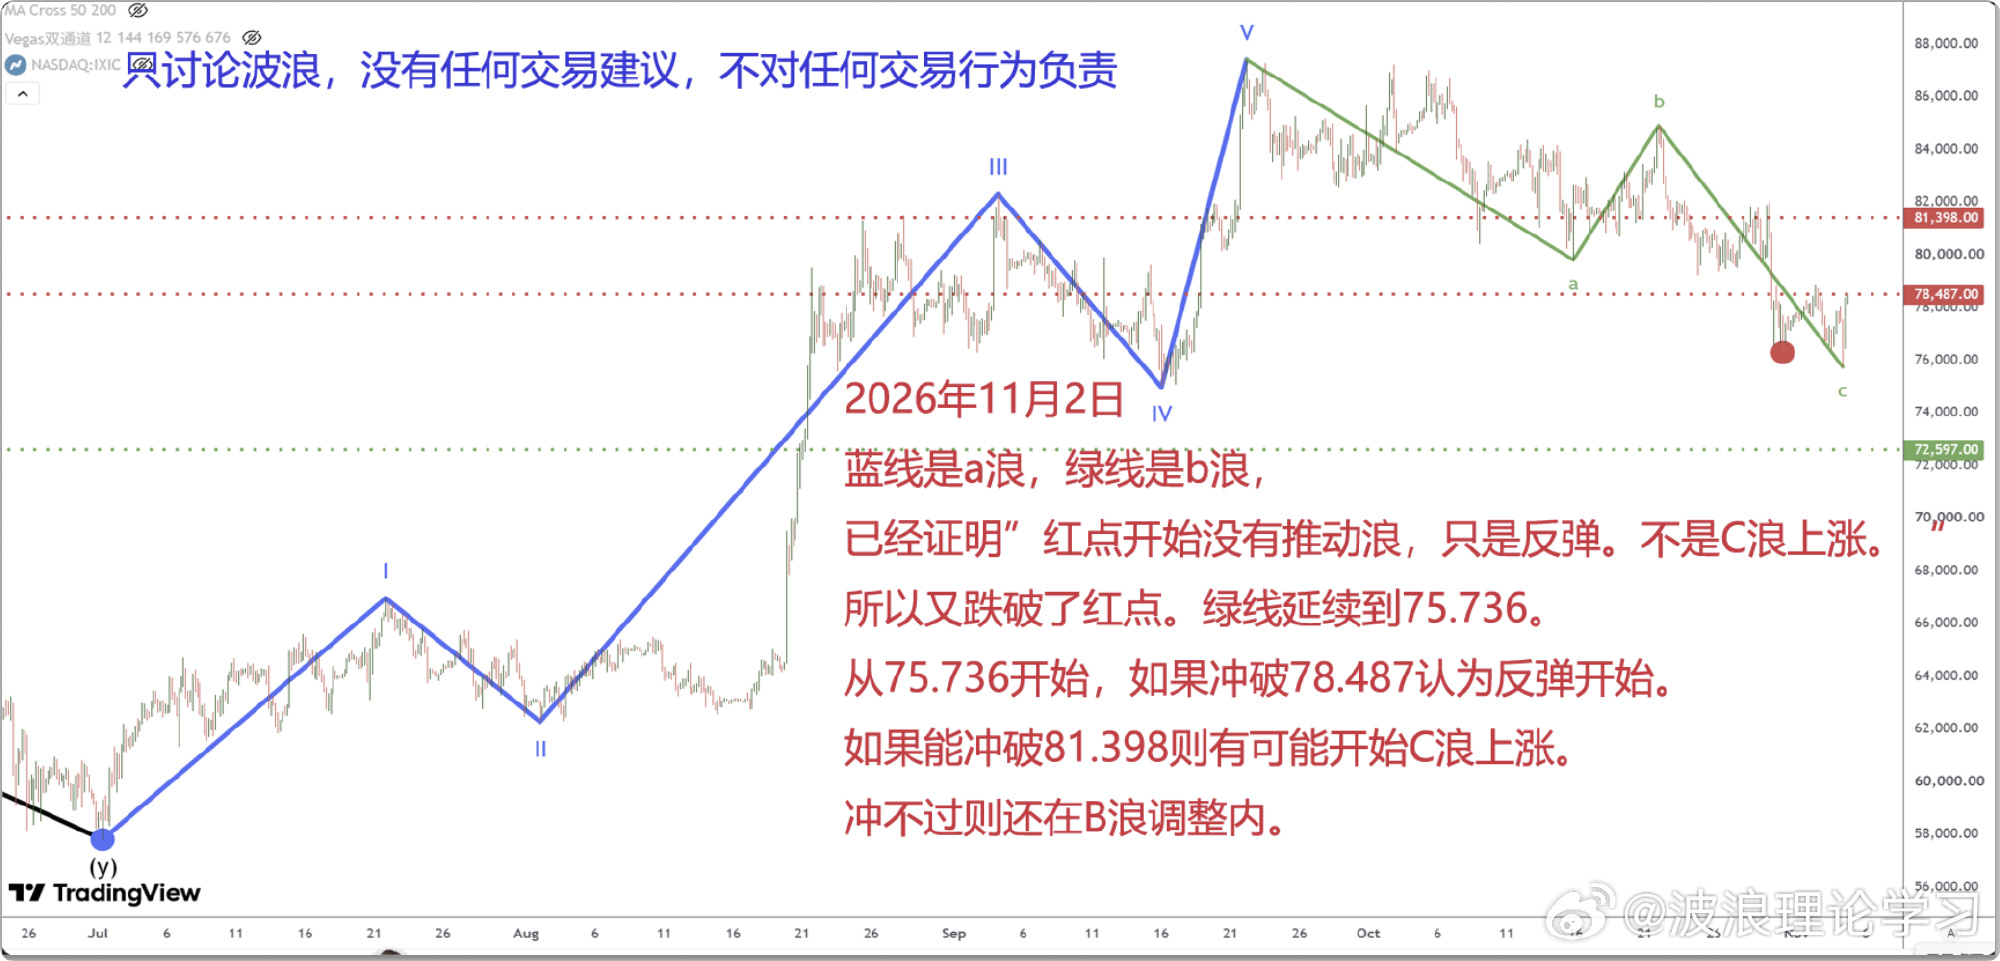 MA Cross 50 200
Vegas双通道 12 144 169 576 676
NASDAQ:IXIC
只讨论波浪，没有任何交易建议，不对任何交易行为负责
V
III
b
a
I
IV
II
c
(y)
2026年11月2日
蓝线是a浪，绿线是b浪，
已经证明”红点开始没有推动浪，只是反弹。不是C浪上涨。”
所以又跌破了红点。绿线延续到75.736。
从75.736开始，如果冲破78.487认为反弹开始。
如果能冲破81.398则有可能开始C浪上涨。
冲不过则还在B浪调整内。
88,000.00
86,000.00
84,000.00
82,000.00
81,398.00
80,000.00
78,487.00
78,000.00
76,000.00
74,000.00
72,597.00
72,000.00
70,000.00
68,000.00
66,000.00
64,000.00
62,000.00
60,000.00
58,000.00
56,000.00
TradingView
26 Jul 6 11 16 21 26 Aug 6 11 16 21 26 Sep 6 11 16 21 26 Oct 6 11 16 21 26
@波浪理论学习